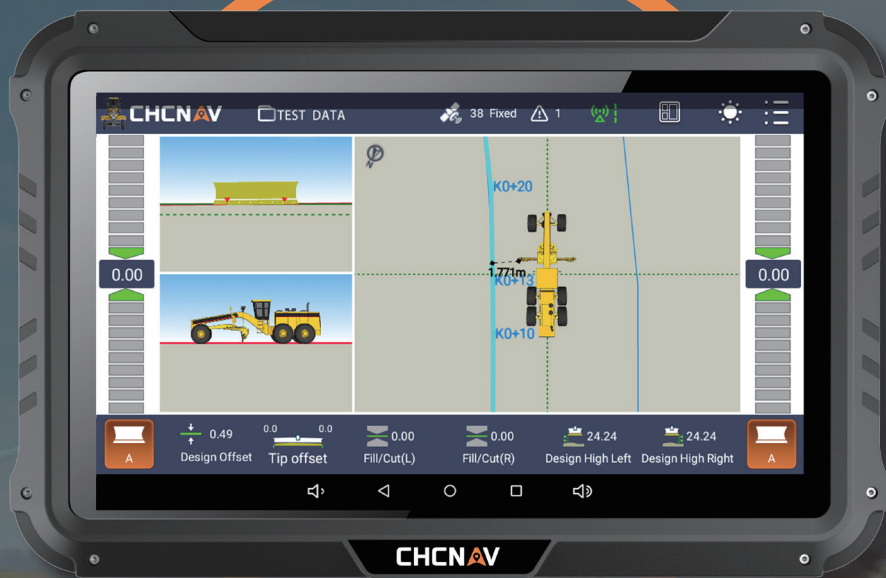 CHCNAV
TEST DATA
38 Fixed
1
K0+20
1.771m
K0+13
K0+10
0.00
0.00
0.49
Design Offset
0.0
0.0
Tip offset
0.00
Fill/Cut(L)
0.00
Fill/Cut(R)
24.24
Design High Left
24.24
Design High Right
A
A
CHCNAV